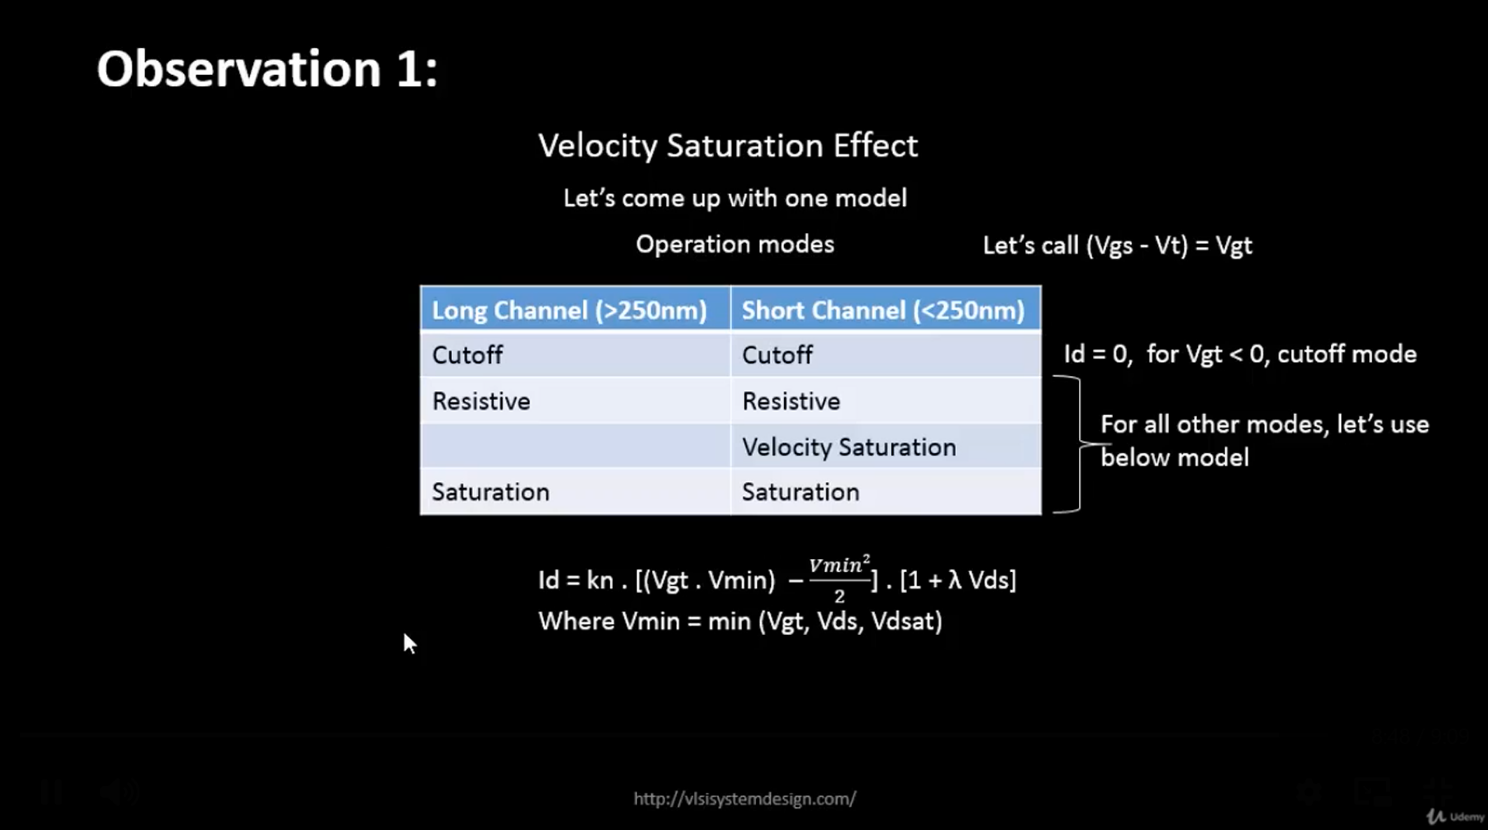 Observation 1:
Velocity Saturation Effect
Let's come up with one model
Operation modes
Let's call (Vgs - Vt) = Vgt
Long Channel (>250nm) Short Channel (<250nm)
Cutoff Cutoff
Id = 0, for Vgt < 0, cutoff mode
Resistive Resistive
Velocity Saturation
Saturation Saturation
For all other modes, let's use
below model
Id = kn . [(Vgt . Vmin) – Vmin²/2] . [1 + λ Vds]
Where Vmin = min (Vgt, Vds, Vdsat)
http://vlsisystemdesign.com/
Udemy